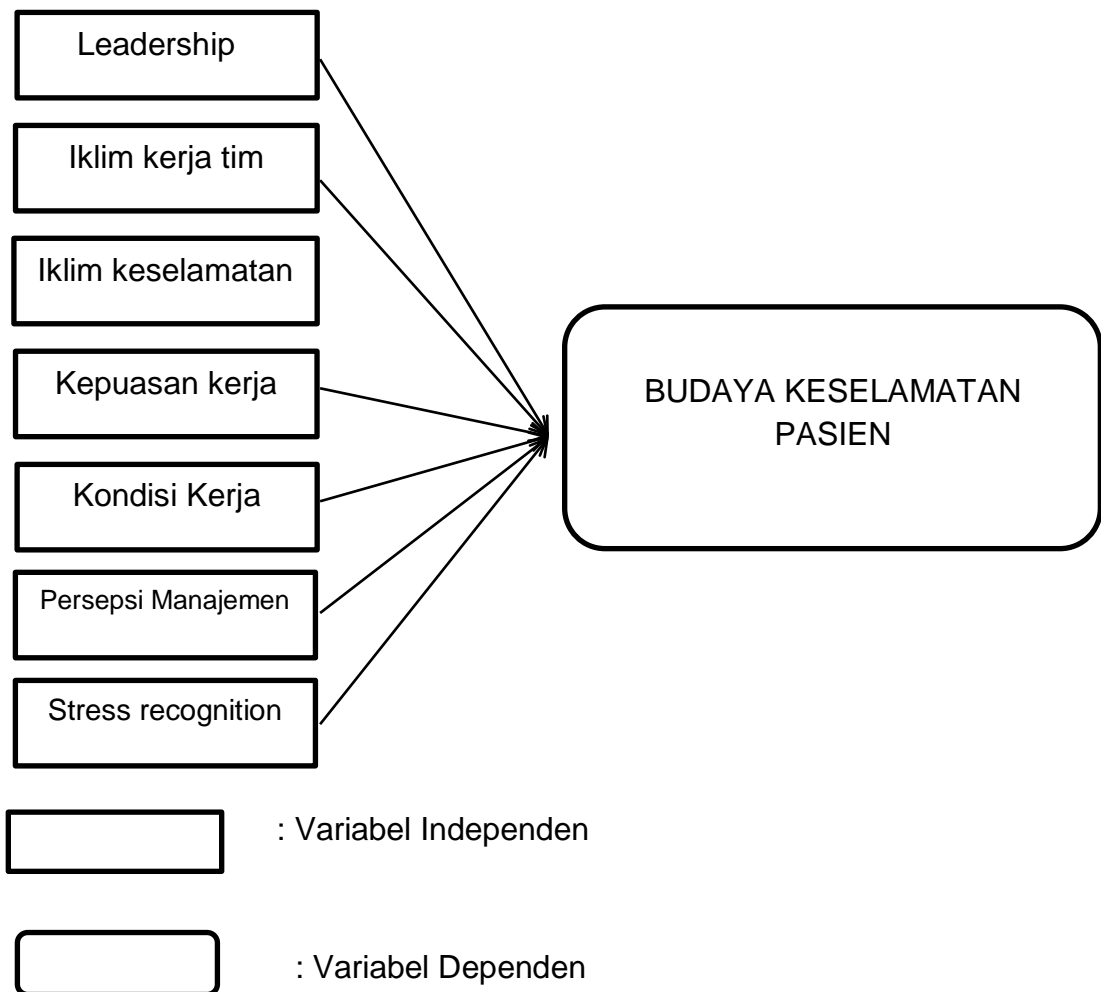 Leadership
Iklim kerja tim
Iklim keselamatan
Kepuasan kerja
Kondisi Kerja
Persepsi Manajemen
Stress recognition
BUDAYA KESELAMATAN
PASIEN
: Variabel Independen
: Variabel Dependen